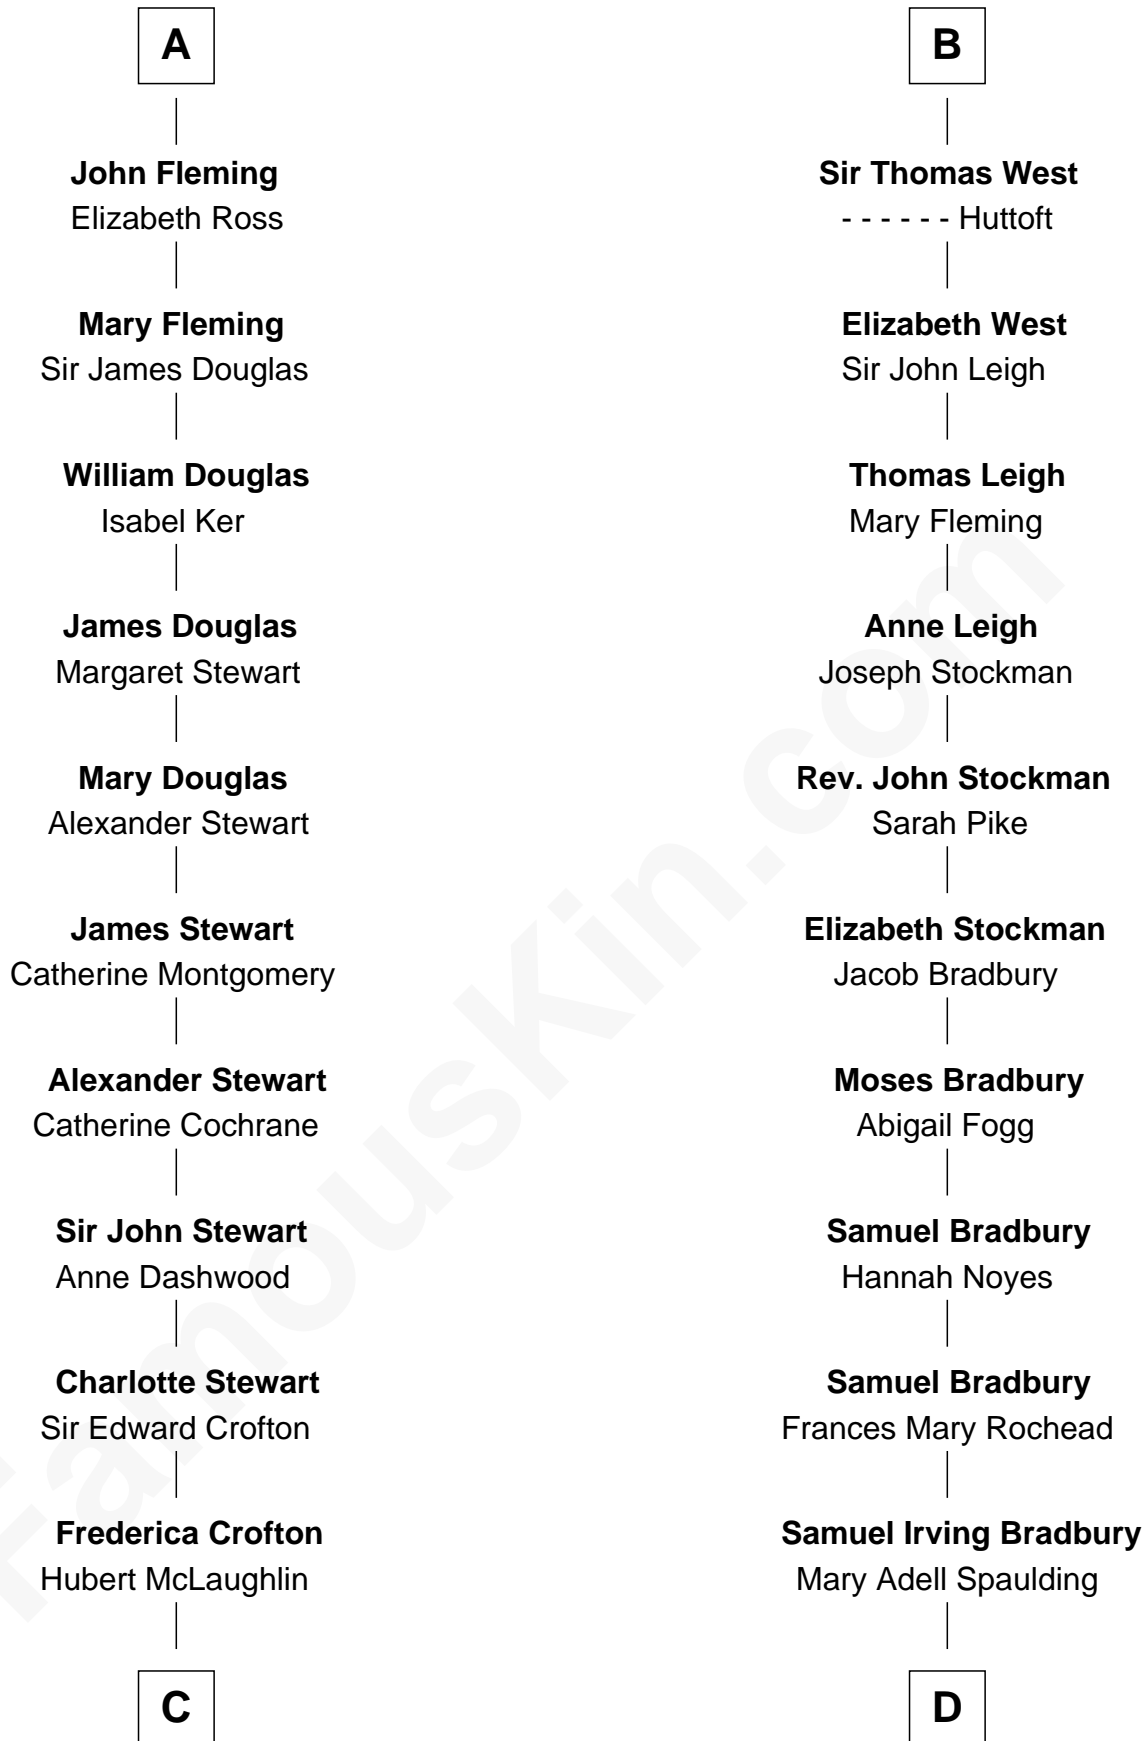 A
John Fleming
Elizabeth Ross
Mary Fleming
Sir James Douglas
William Douglas
Isabel Ker
James Douglas
Margaret Stewart
Mary Douglas
Alexander Stewart
James Stewart
Catherine Montgomery
Alexander Stewart
Catherine Cochrane
Sir John Stewart
Anne Dashwood
Charlotte Stewart
Sir Edward Crofton
Frederica Crofton
Hubert McLaughlin
C
B
Sir Thomas West
- - - - - - Huttoft
Elizabeth West
Sir John Leigh
Thomas Leigh
Mary Fleming
Anne Leigh
Joseph Stockman
Rev. John Stockman
Sarah Pike
Elizabeth Stockman
Jacob Bradbury
Moses Bradbury
Abigail Fogg
Samuel Bradbury
Hannah Noyes
Samuel Bradbury
Frances Mary Rochead
Samuel Irving Bradbury
Mary Adell Spaulding
D
FamousKin.com